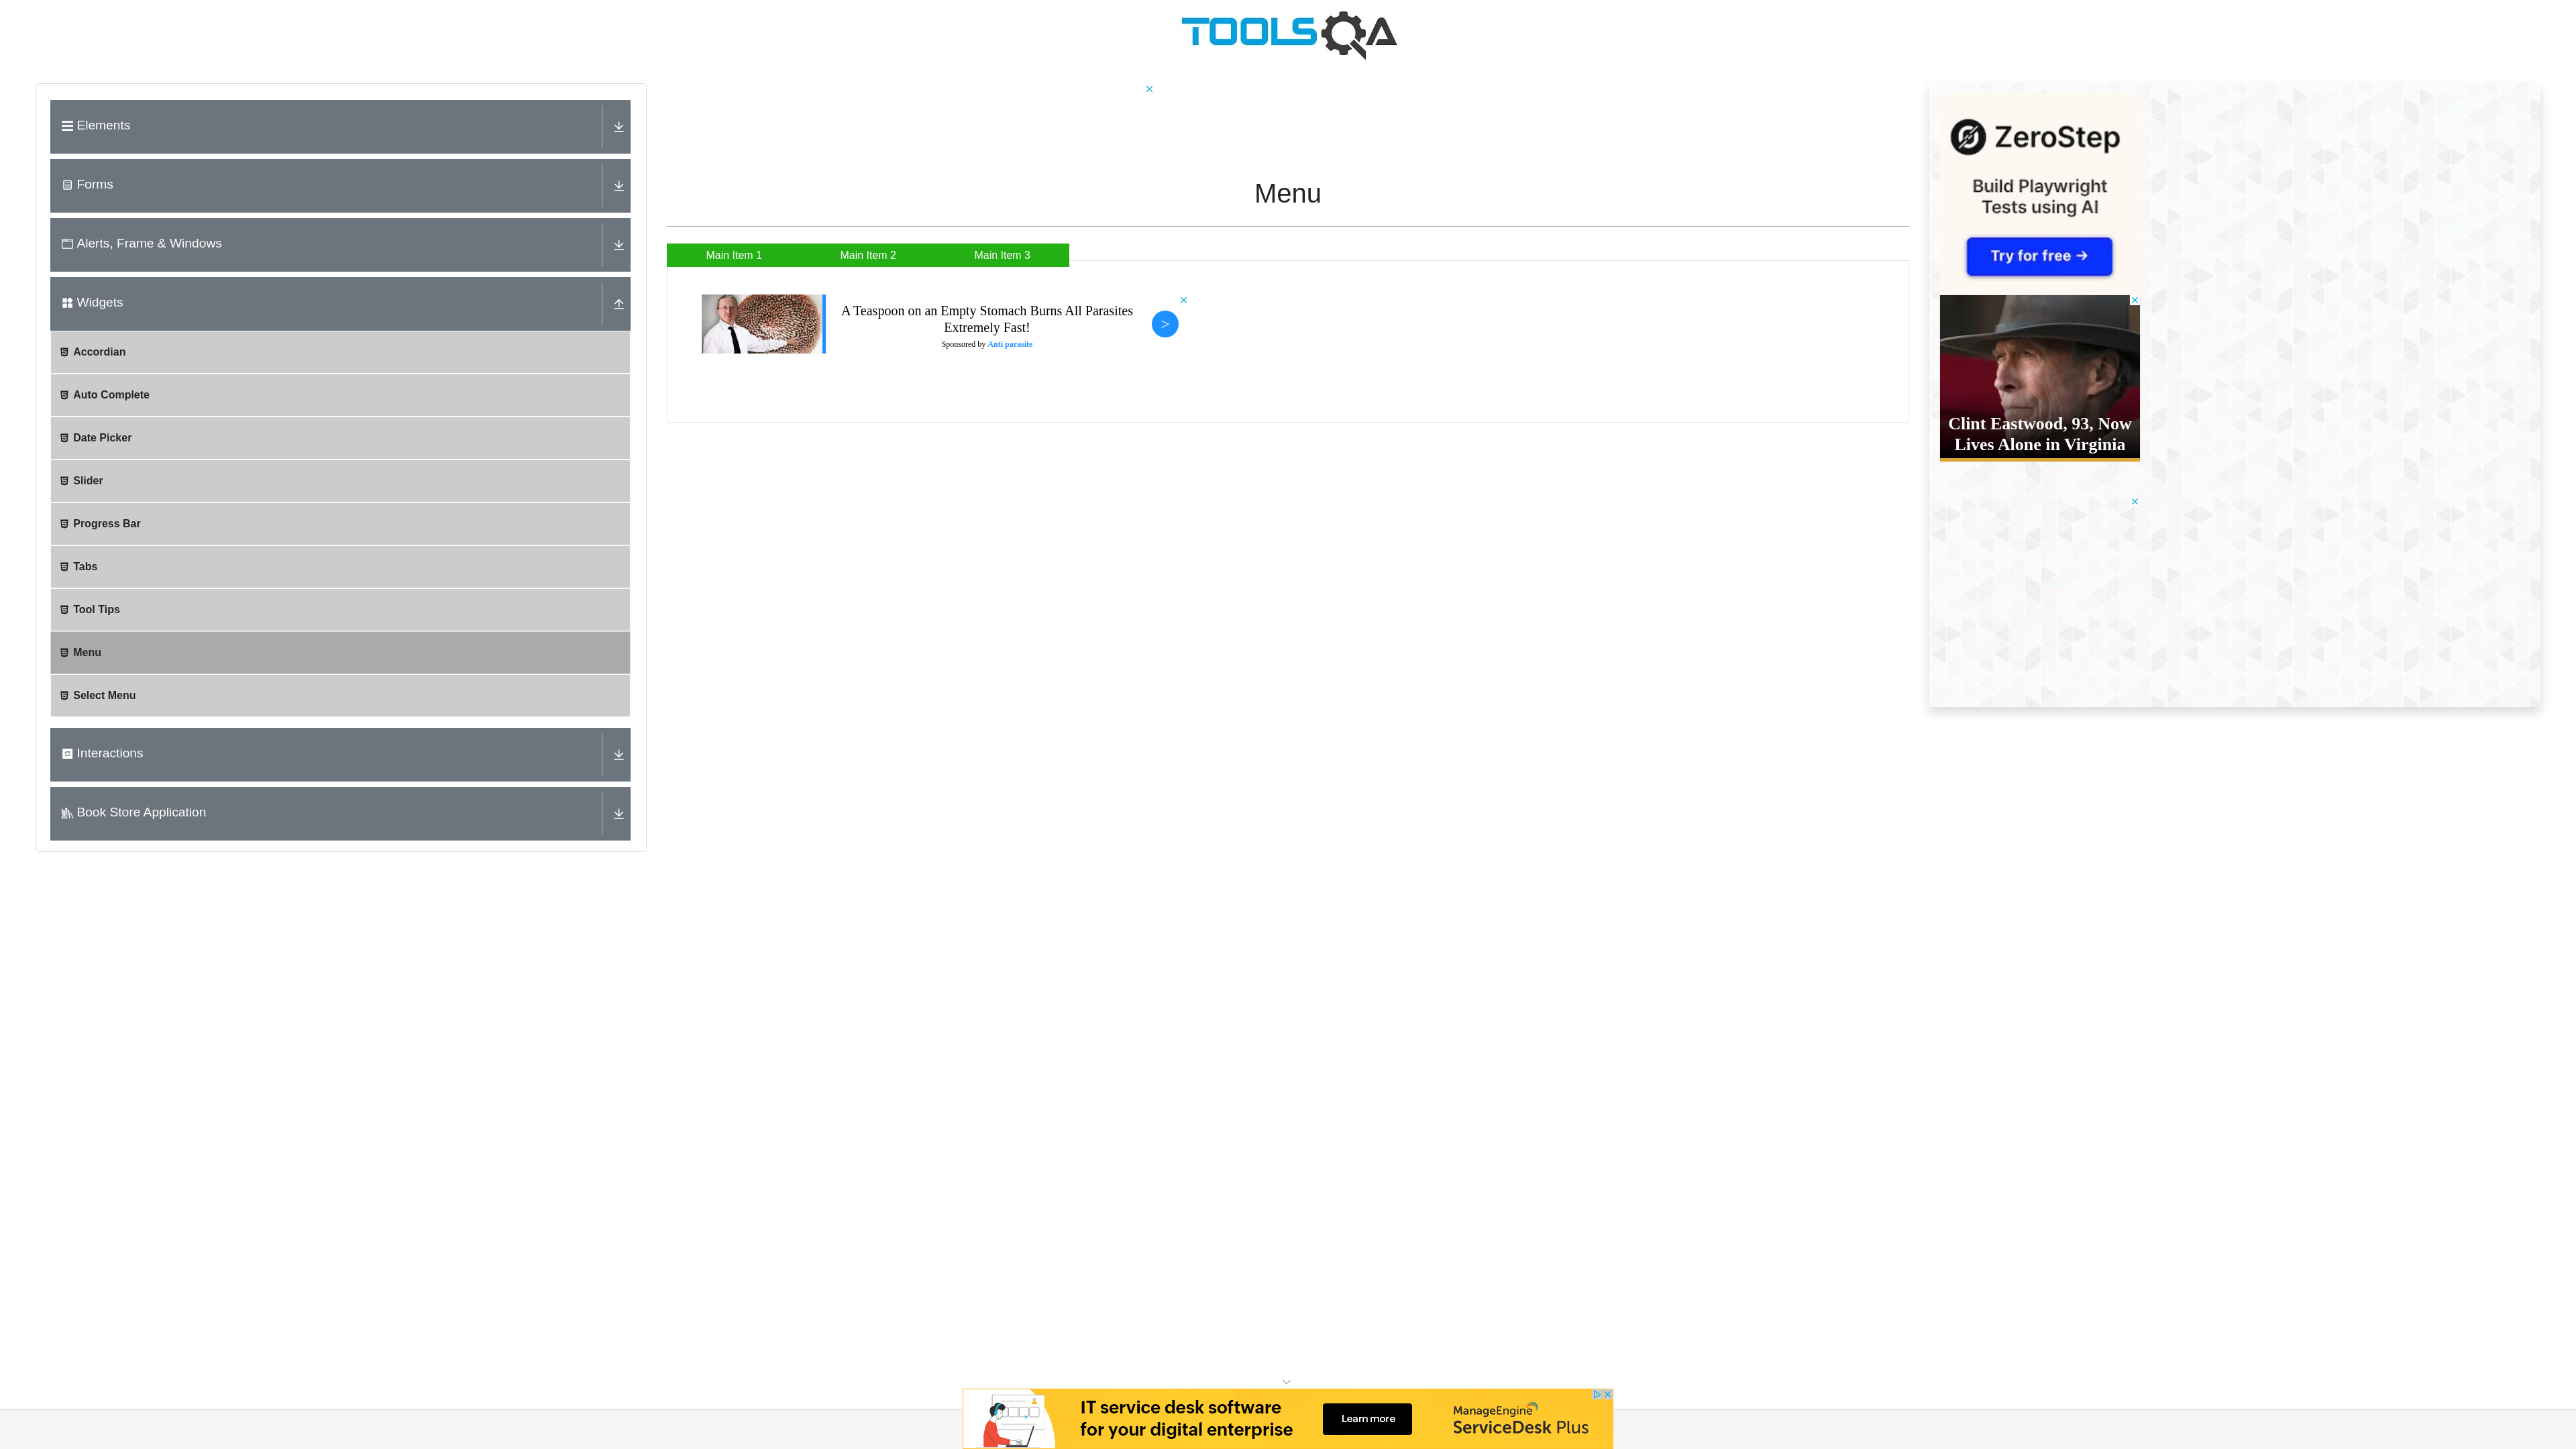 TOOLSQA
Elements
Forms
Alerts, Frame & Windows
Widgets
Accordian
Auto Complete
Date Picker
Slider
Progress Bar
Tabs
Tool Tips
Menu
Select Menu
Interactions
Book Store Application
Menu
Main Item 1
Main Item 2
Main Item 3
A Teaspoon on an Empty Stomach Burns All Parasites
Extremely Fast!
Sponsored by Anti parasite
>
ZeroStep
Build Playwright
Tests using AI
Try for free →
Clint Eastwood, 93, Now
Lives Alone in Virginia
IT service desk software
for your digital enterprise
Learn more
ManageEngine
ServiceDesk Plus